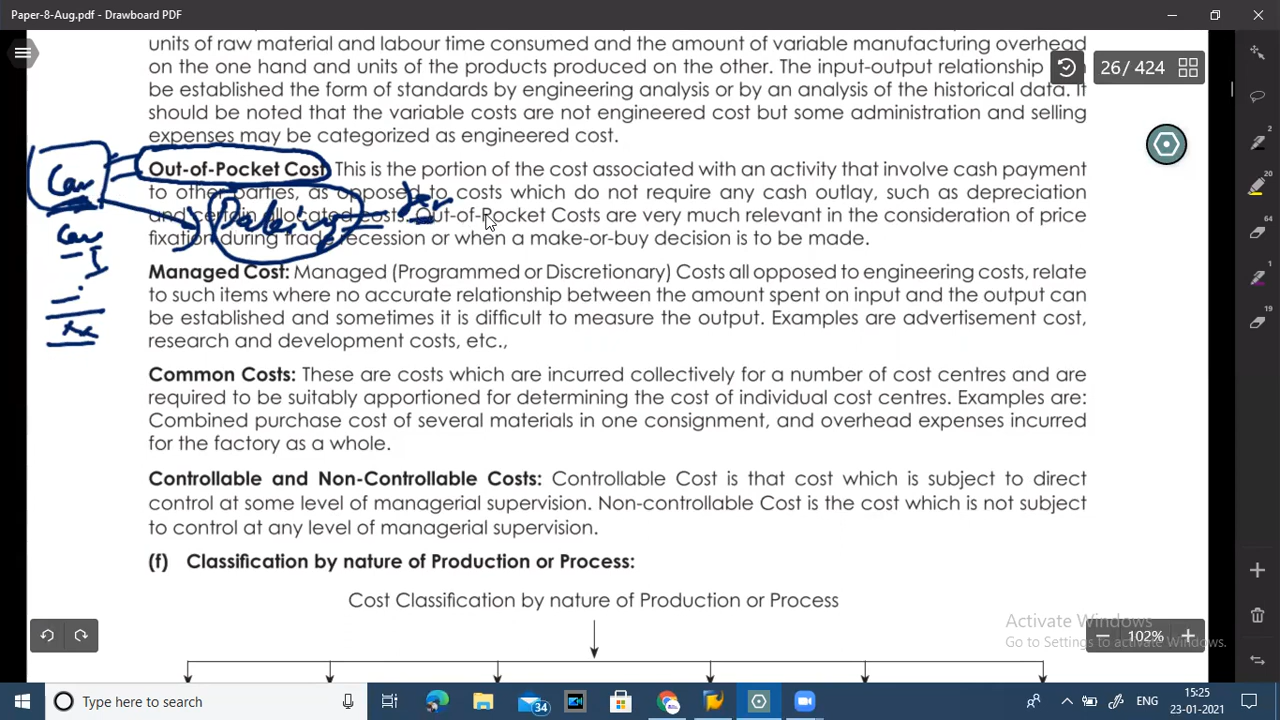 Paper-8-Aug.pdf - Drawboard PDF
units of raw material and labour time consumed and the amount of variable manufacturing overhead
on the one hand and units of the products produced on the other. The input-output relationship
26 / 424
be established the form of standards by engineering analysis or by an analysis of the historical data. It
should be noted that the variable costs are not engineered cost but some administration and selling
expenses may be categorized as engineered cost.
Out-of-Pocket Cost: This is the portion of the cost associated with an activity that involve cash payment
to other parties, as opposed to costs which do not require any cash outlay, such as depreciation
and certain allocated costs. Out-of-Pocket Costs are very much relevant in the consideration of price
fixation during trade recession or when a make-or-buy decision is to be made.
Car
Parking
Car
Managed Cost: Managed (Programmed or Discretionary) Costs all opposed to engineering costs, relate
to such items where no accurate relationship between the amount spent on input and the output can
be established and sometimes it is difficult to measure the output. Examples are advertisement cost,
research and development costs, etc.,
Common Costs: These are costs which are incurred collectively for a number of cost centres and are
required to be suitably apportioned for determining the cost of individual cost centres. Examples are:
Combined purchase cost of several materials in one consignment, and overhead expenses incurred
for the factory as a whole.
Controllable and Non-Controllable Costs: Controllable Cost is that cost which is subject to direct
control at some level of managerial supervision. Non-controllable Cost is the cost which is not subject
to control at any level of managerial supervision.
(f) Classification by nature of Production or Process:
Cost Classification by nature of Production or Process
Activate Windows
Go to Settings to activate Windows.
102%
20
64
19
19
Type here to search
34
ENG
15:25
23-01-2021